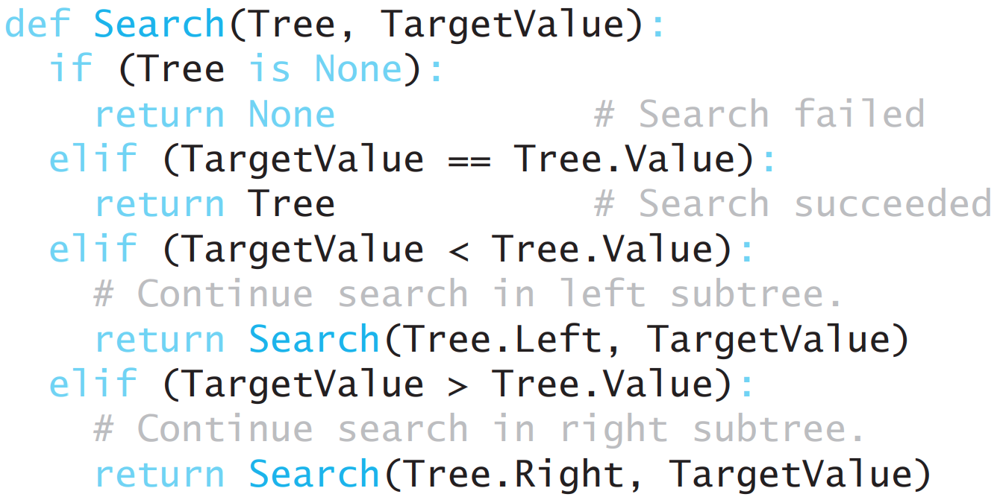 def Search(Tree, TargetValue):
  if (Tree is None):
    return None            # Search failed
  elif (TargetValue == Tree.Value):
    return Tree            # Search succeeded
  elif (TargetValue < Tree.Value):
    # Continue search in left subtree.
    return Search(Tree.Left, TargetValue)
  elif (TargetValue > Tree.Value):
    # Continue search in right subtree.
    return Search(Tree.Right, TargetValue)